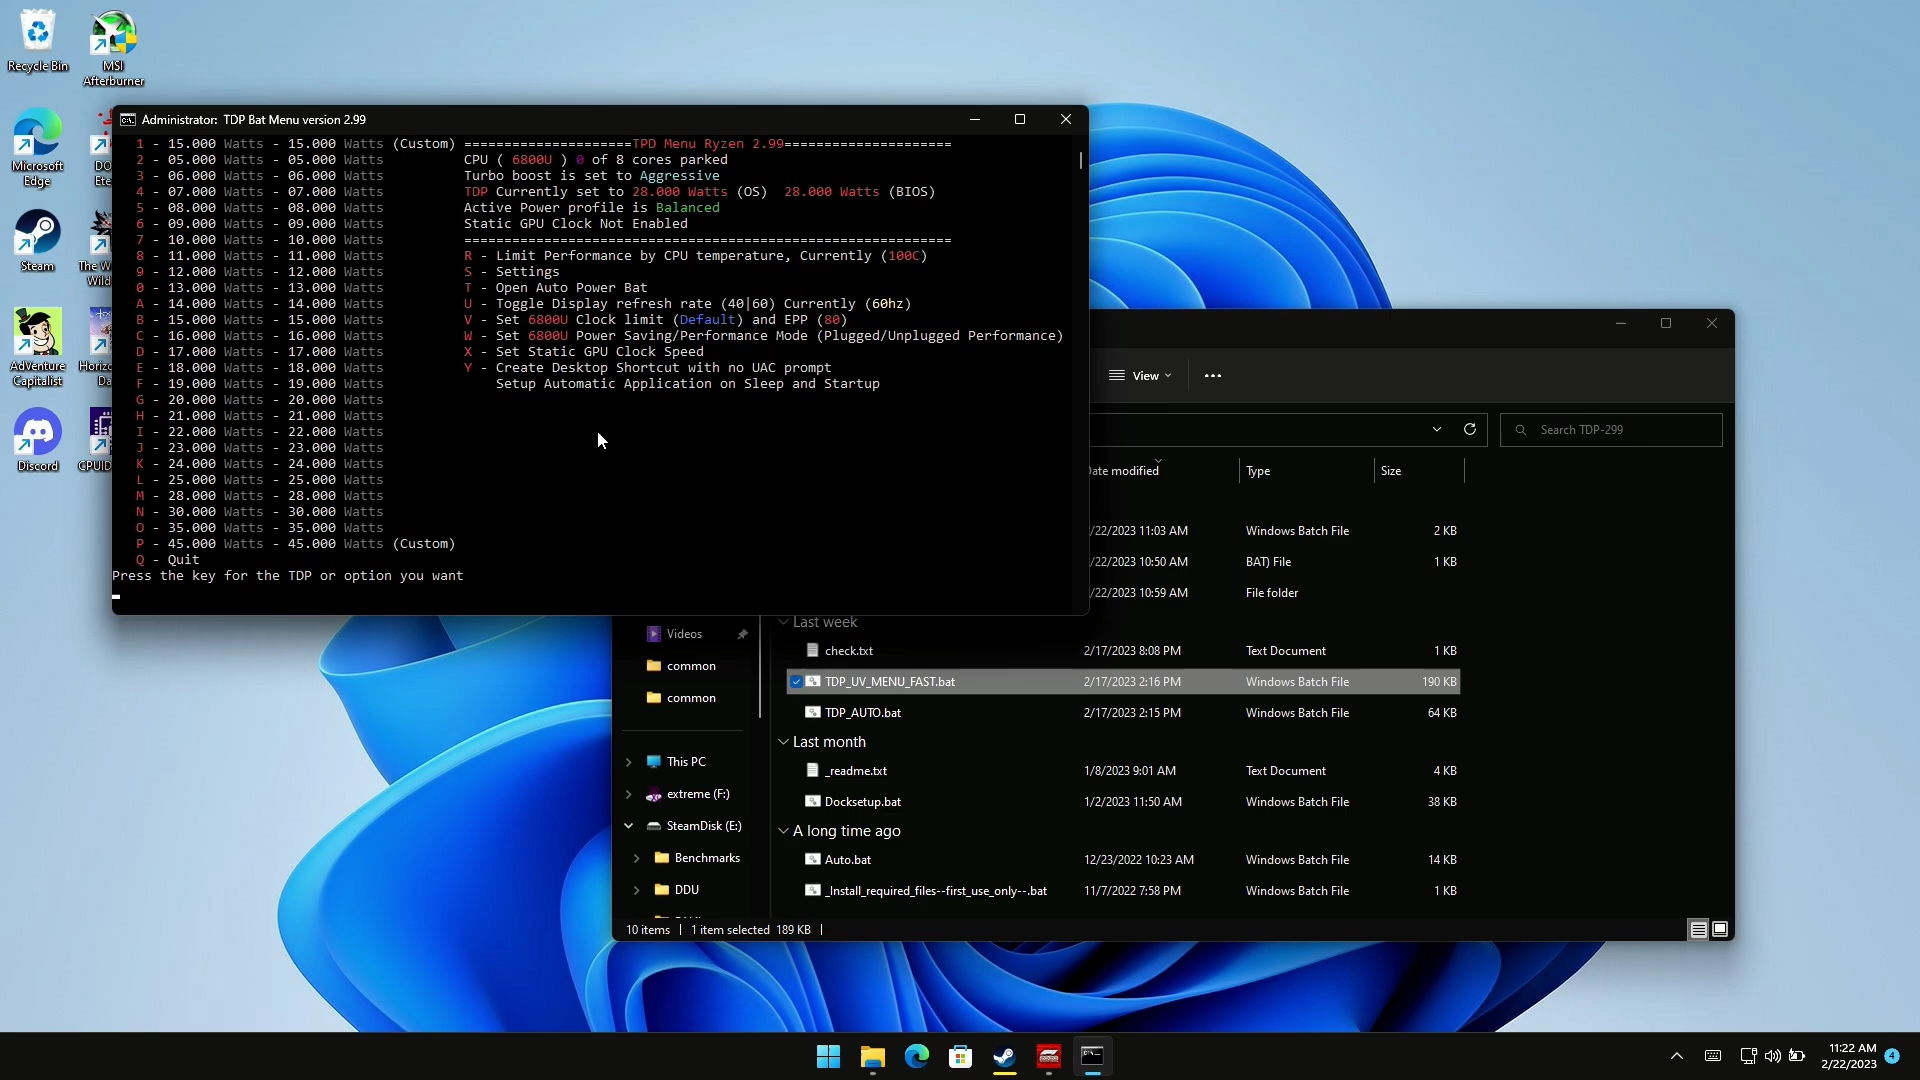 Recycle Bin
MSI
Afterburner
Microsoft
Edge
DO
Ete
Steam
The W
Wild
AdVenture
Capitalist
Horizo
Da
Discord
CPUID
Administrator:  TDP Bat Menu version 2.99
1 - 15.000 Watts - 15.000 Watts (Custom) =====================TPD Menu Ryzen 2.99=====================
2 - 05.000 Watts - 05.000 Watts          CPU ( 6800U ) 0 of 8 cores parked
3 - 06.000 Watts - 06.000 Watts          Turbo boost is set to Aggressive
4 - 07.000 Watts - 07.000 Watts          TDP Currently set to 28.000 Watts (OS)  28.000 Watts (BIOS)
5 - 08.000 Watts - 08.000 Watts          Active Power profile is Balanced
6 - 09.000 Watts - 09.000 Watts          Static GPU Clock Not Enabled
7 - 10.000 Watts - 10.000 Watts          =============================================================
8 - 11.000 Watts - 11.000 Watts          R - Limit Performance by CPU temperature, Currently (100C)
9 - 12.000 Watts - 12.000 Watts          S - Settings
0 - 13.000 Watts - 13.000 Watts          T - Open Auto Power Bat
A - 14.000 Watts - 14.000 Watts          U - Toggle Display refresh rate (40|60) Currently (60hz)
B - 15.000 Watts - 15.000 Watts          V - Set 6800U Clock limit (Default) and EPP (80)
C - 16.000 Watts - 16.000 Watts          W - Set 6800U Power Saving/Performance Mode (Plugged/Unplugged Performance)
D - 17.000 Watts - 17.000 Watts          X - Set Static GPU Clock Speed
E - 18.000 Watts - 18.000 Watts          Y - Create Desktop Shortcut with no UAC prompt
F - 19.000 Watts - 19.000 Watts              Setup Automatic Application on Sleep and Startup
G - 20.000 Watts - 20.000 Watts
H - 21.000 Watts - 21.000 Watts
I - 22.000 Watts - 22.000 Watts
J - 23.000 Watts - 23.000 Watts
K - 24.000 Watts - 24.000 Watts
L - 25.000 Watts - 25.000 Watts
M - 28.000 Watts - 28.000 Watts
N - 30.000 Watts - 30.000 Watts
O - 35.000 Watts - 35.000 Watts
P - 45.000 Watts - 45.000 Watts (Custom)
Q - Quit
Press the key for the TDP or option you want
View
Search TDP-299
Date modified Type Size
/22/2023 11:03 AM Windows Batch File 2 KB
/22/2023 10:50 AM BAT) File 1 KB
/22/2023 10:59 AM File folder
Last week
check.txt 2/17/2023 8:08 PM Text Document 1 KB
TDP_UV_MENU_FAST.bat 2/17/2023 2:16 PM Windows Batch File 190 KB
TDP_AUTO.bat 2/17/2023 2:15 PM Windows Batch File 64 KB
Last month
_readme.txt 1/8/2023 9:01 AM Text Document 4 KB
Docksetup.bat 1/2/2023 11:50 AM Windows Batch File 38 KB
A long time ago
Auto.bat 12/23/2022 10:23 AM Windows Batch File 14 KB
_Install_required_files--first_use_only--.bat 11/7/2022 7:58 PM Windows Batch File 1 KB
Videos
common
common
This PC
extreme (F:)
SteamDisk (E:)
Benchmarks
DDU
10 items 1 item selected 189 KB
11:22 AM
2/22/2023
4